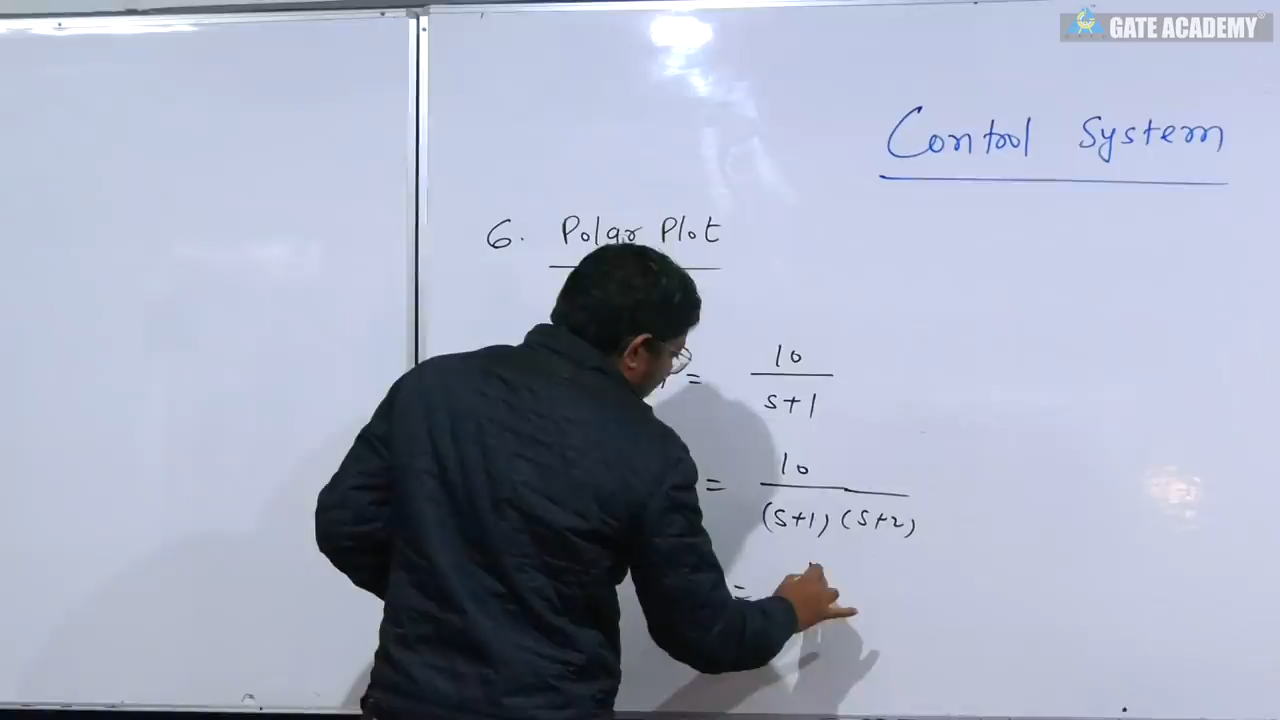 GATE ACADEMY
Control System
6. Polar Plot
= 10
s+1
= 10
(s+1) (s+2)
=